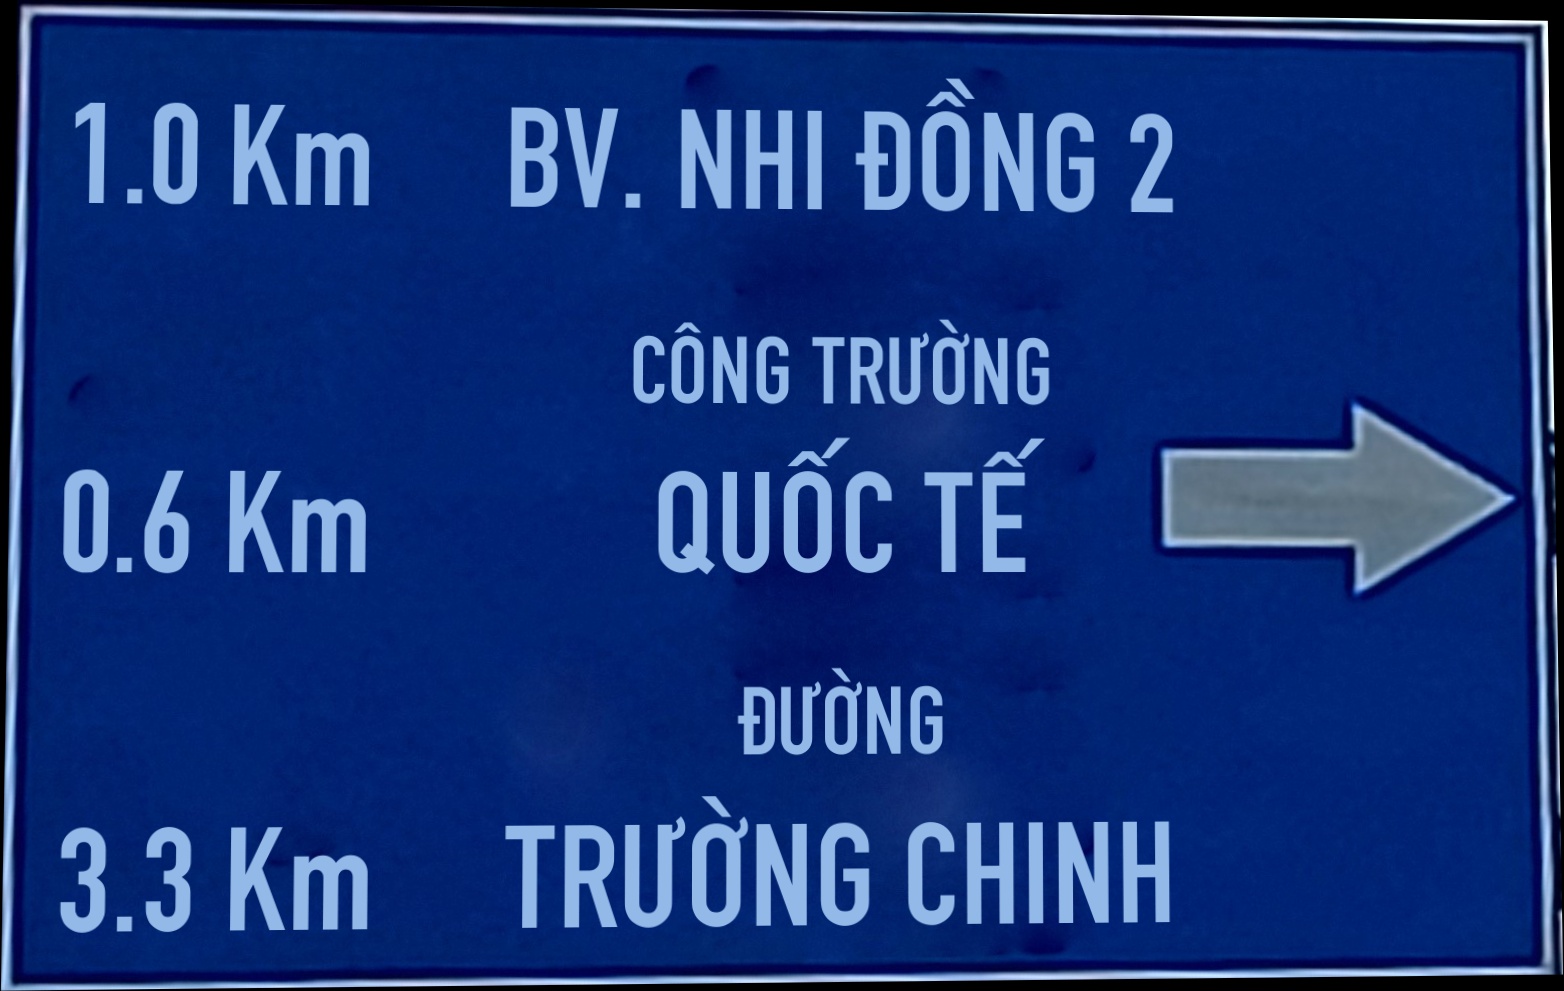 1.0 Km BV. NHI ĐỒNG 2
CÔNG TRƯỜNG
0.6 Km QUỐC TẾ
ĐƯỜNG
3.3 Km TRƯỜNG CHINH